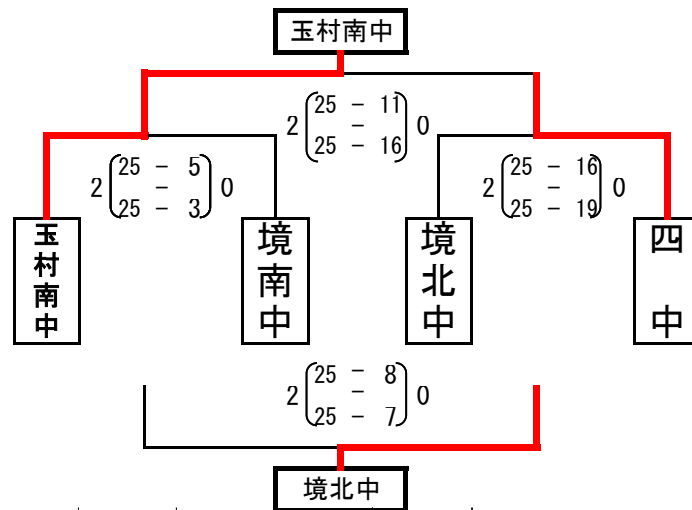 玉村南中
2 25 - 11 0
-
25 - 16
2 25 - 5 0
-
25 - 3
2 25 - 16 0
-
25 - 19
玉村南中
境南中
境北中
四中
2 25 - 8 0
-
25 - 7
境北中